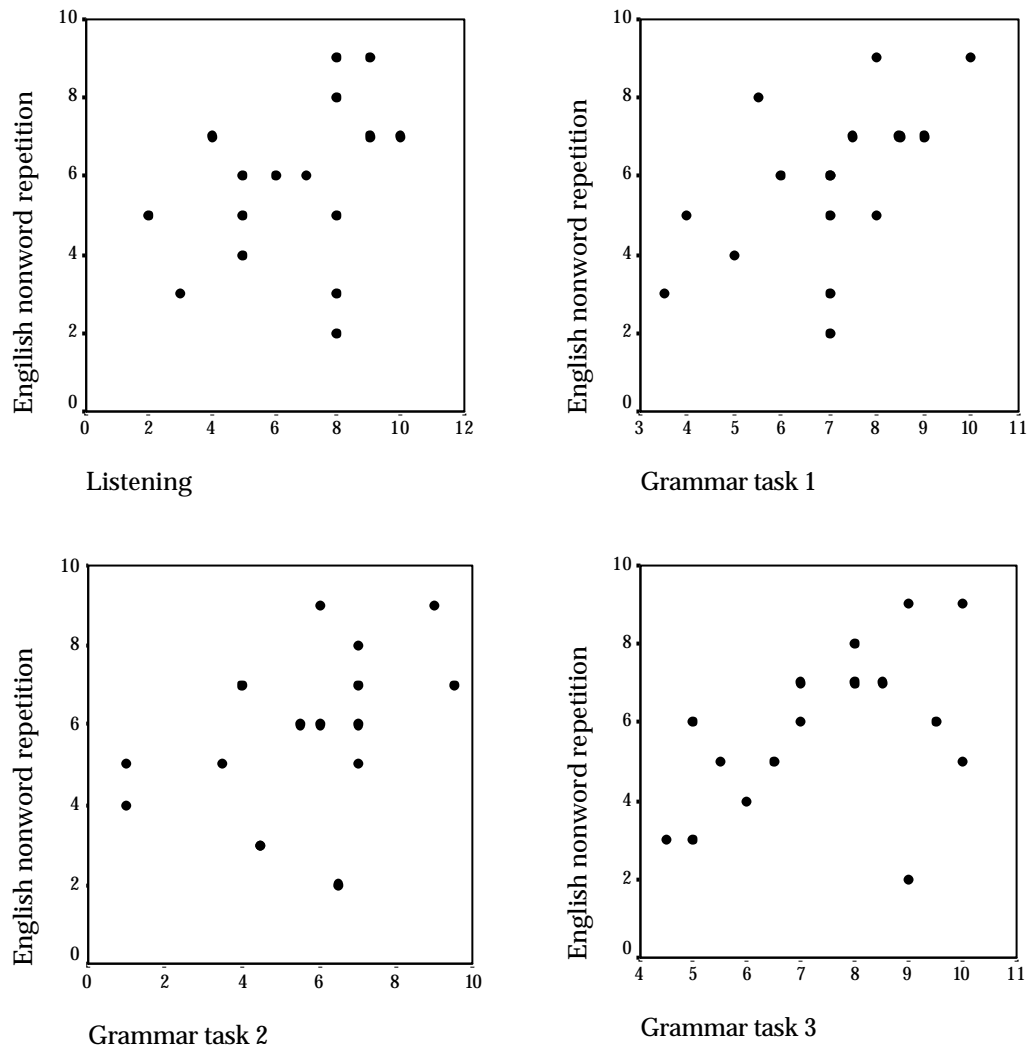 10
8
6
4
2
0
0 2 4 6 8 10 12
Engilish nonword repetition
Listening
10
8
6
4
2
0
3 4 5 6 7 8 9 10 11
English nonword repetition
Grammar task 1
10
8
6
4
2
0
0 2 4 6 8 10
English nonword repetition
Grammar task 2
10
8
6
4
2
0
4 5 6 7 8 9 10 11
English nonword repetition
Grammar task 3